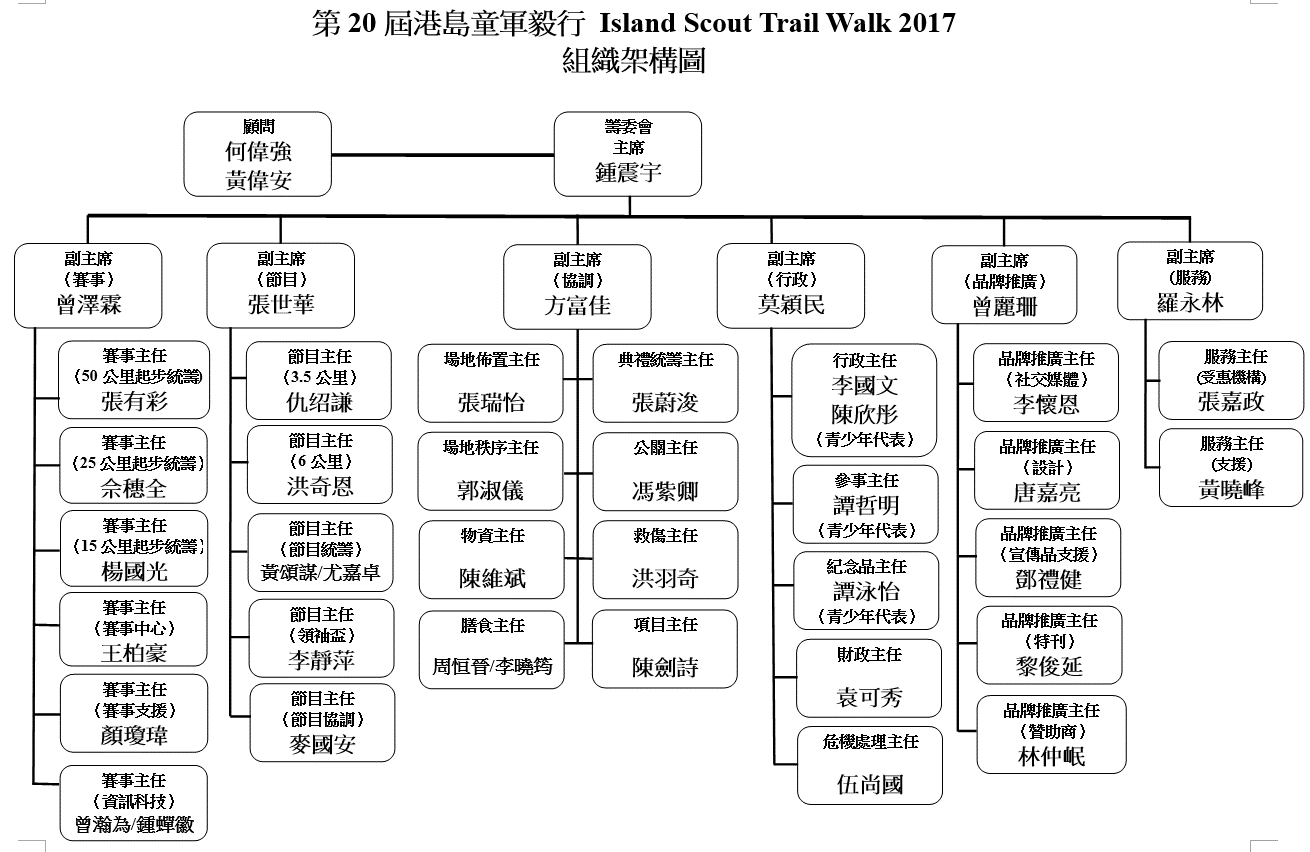 第 20 屆港島童軍毅行 Island Scout Trail Walk 2017
組織架構圖
顧問
何偉強
黃偉安
籌委會
主席
鍾震宇
副主席
（賽事）
曾澤霖
賽事主任
（50 公里起步統籌）
張有彩
賽事主任
（25 公里起步統籌）
佘穗全
賽事主任
（15 公里起步統籌）
楊國光
賽事主任
（賽事中心）
王柏豪
賽事主任
（賽事支援）
顏瓊瑋
賽事主任
（資訊科技）
曾瀚為/鍾蟬徽
副主席
（節目）
張世華
節目主任
（3.5 公里）
仇绍謙
節目主任
（6 公里）
洪奇恩
節目主任
（節目統籌）
黃頌謀/尤嘉卓
節目主任
（領袖盃）
李靜萍
節目主任
（節目協調）
麥國安
副主席
（協調）
方富佳
場地佈置主任
張瑞怡
典禮統籌主任
張蔚浚
場地秩序主任
郭淑儀
公關主任
馮紫卿
物資主任
陳維斌
救傷主任
洪羽奇
膳食主任
周恒晉/李曉筠
項目主任
陳劍詩
副主席
（行政）
莫穎民
行政主任
李國文
陳欣彤
（青少年代表）
參事主任
譚哲明
（青少年代表）
紀念品主任
譚泳怡
（青少年代表）
財政主任
袁可秀
危機處理主任
伍尚國
副主席
（品牌推廣）
曾麗珊
品牌推廣主任
（社交媒體）
李懷恩
品牌推廣主任
（設計）
唐嘉亮
品牌推廣主任
（宣傳品支援）
鄧禮健
品牌推廣主任
（特刊）
黎俊延
品牌推廣主任
（贊助商）
林仲岷
副主席
（服務）
羅永林
服務主任
（受惠機構）
張嘉政
服務主任
（支援）
黃曉峰